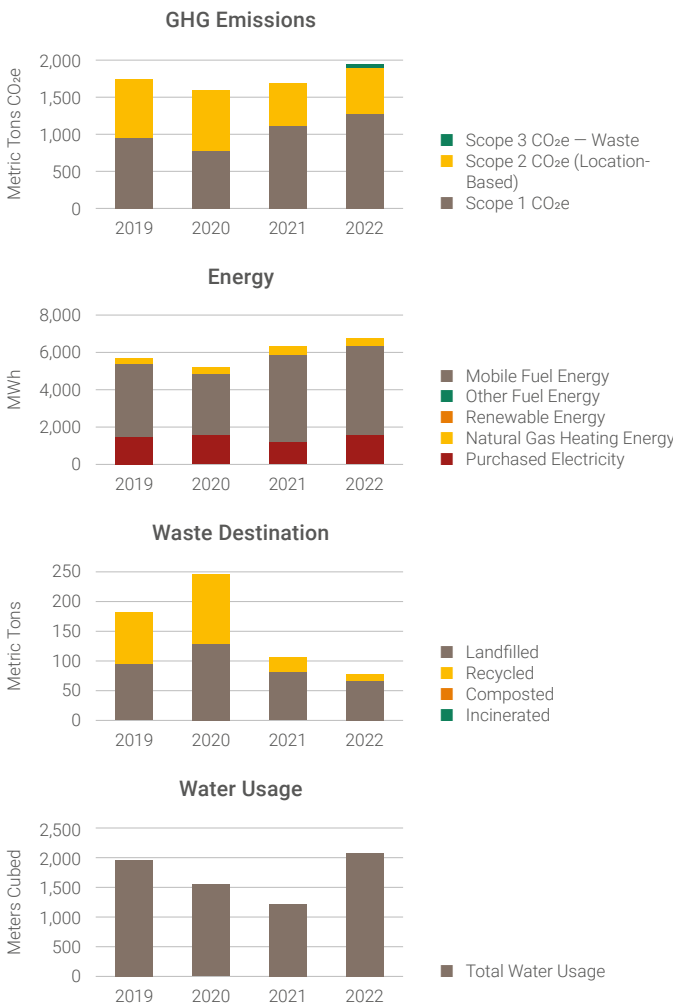 GHG Emissions
Metric Tons CO₂e
2,000
1,500
1,000
500
0
2019
2020
2021
2022
Scope 3 CO₂e — Waste
Scope 2 CO₂e (Location-
Based)
Scope 1 CO₂e
Energy
MWh
8,000
6,000
4,000
2,000
0
2019
2020
2021
2022
Mobile Fuel Energy
Other Fuel Energy
Renewable Energy
Natural Gas Heating Energy
Purchased Electricity
Waste Destination
Metric Tons
250
200
150
100
50
0
2019
2020
2021
2022
Landfilled
Recycled
Composted
Incinerated
Water Usage
Meters Cubed
2,500
2,000
1,500
1,000
500
0
2019
2020
2021
2022
Total Water Usage